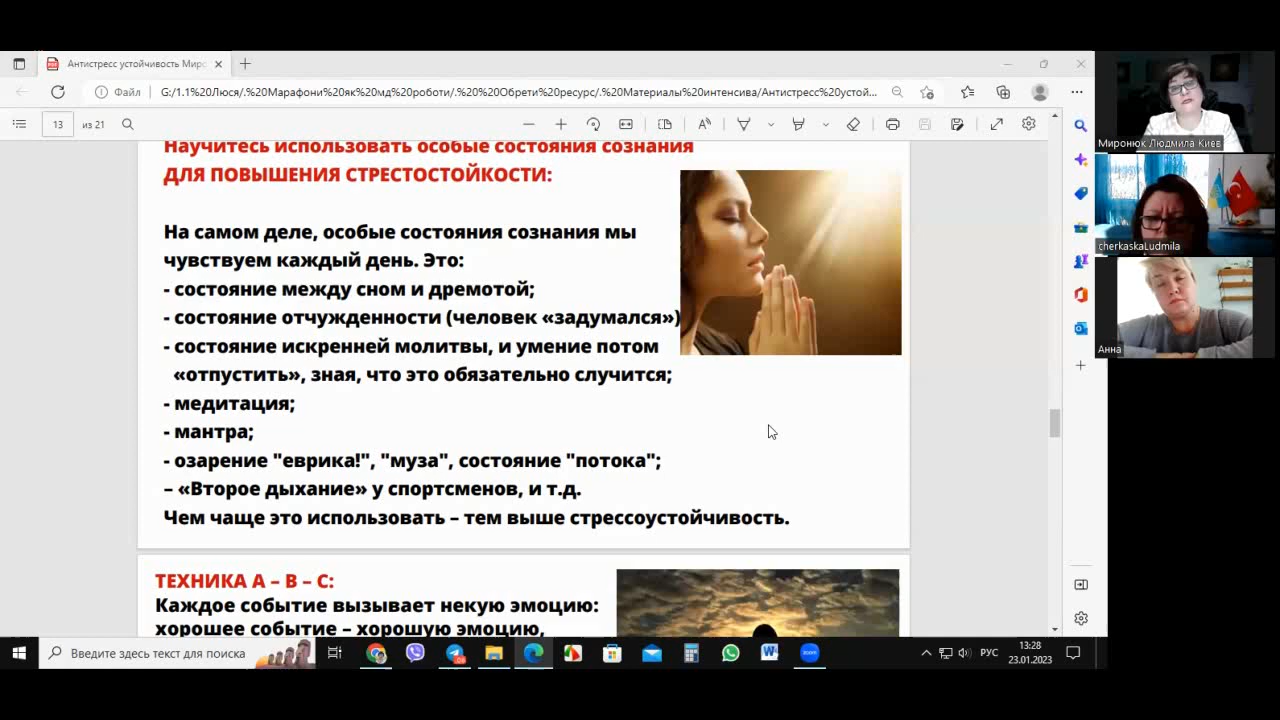 Антистресс устойчивость Миро
Файл
G:/1.1%20Люся/.%20Марафони%20як%20мд%20роботи/.%20%20Обрети%20ресурс/.%20Материалы%20интенсива/Антистресс%20устой...
13 из 21
Научитесь использовать особые состояния сознания
ДЛЯ ПОВЫШЕНИЯ СТРЕСТОСТОЙКОСТИ:
На самом деле, особые состояния сознания мы
чувствуем каждый день. Это:
- состояние между сном и дремотой;
- состояние отчужденности (человек «задумался»)
- состояние искренней молитвы, и умение потом
«отпустить», зная, что это обязательно случится;
- медитация;
- мантра;
- озарение "еврика!", "муза", состояние "потока";
– «Второе дыхание» у спортсменов, и т.д.
Чем чаще это использовать – тем выше стрессоустойчивость.
ТЕХНИКА А – В – С:
Каждое событие вызывает некую эмоцию:
хорошее событие – хорошую эмоцию,
Миронюк Людмила Киев
cherkaskaLudmila
Анна
Введите здесь текст для поиска
zoom
РУС
13:28
23.01.2023